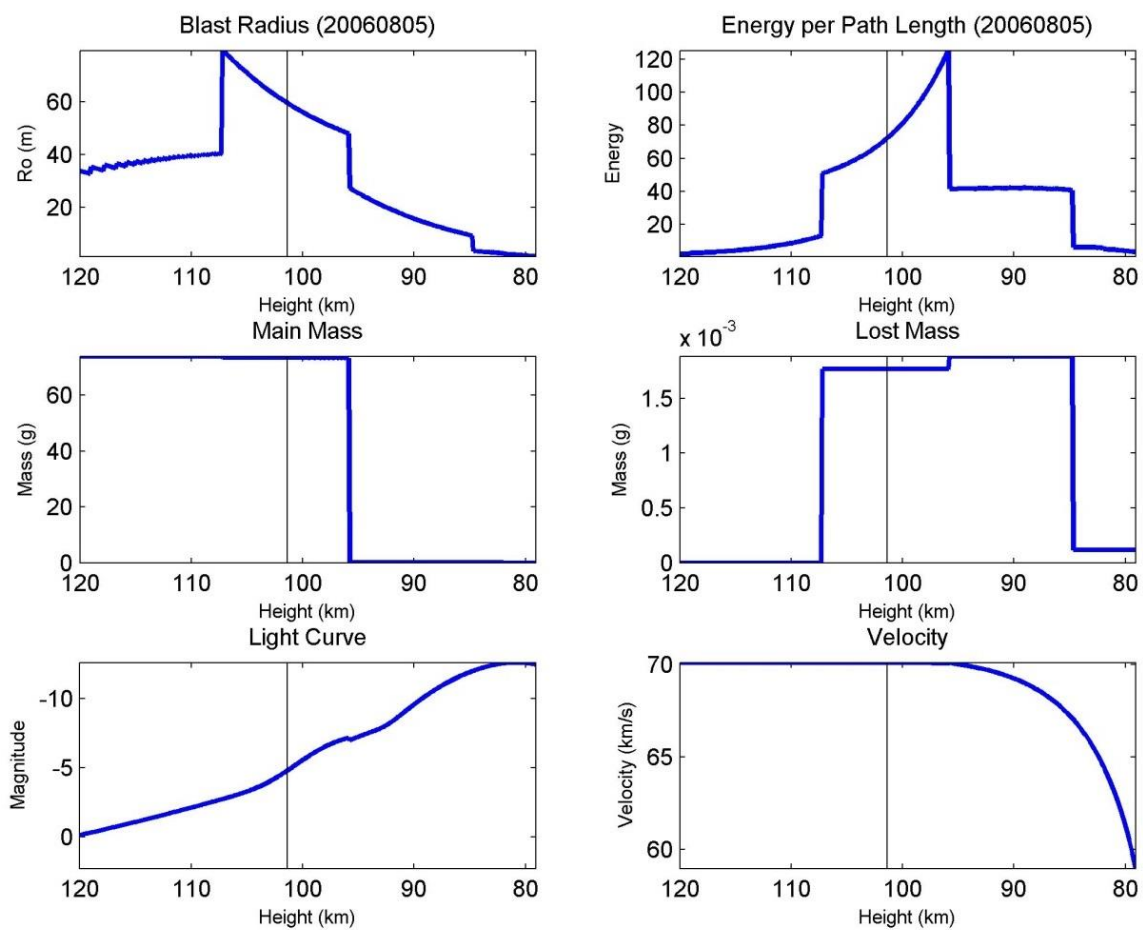 Blast Radius (20060805)
60
40
20
Ro (m)
120 110 100 90 80
Height (km)
Energy per Path Length (20060805)
120
100
80
60
40
20
Energy
120 110 100 90 80
Height (km)
Main Mass
60
40
20
0
Mass (g)
120 110 100 90 80
Height (km)
Lost Mass
x 10^-3
1.5
1
0.5
0
Mass (g)
120 110 100 90 80
Height (km)
Light Curve
-10
-5
0
Magnitude
120 110 100 90 80
Height (km)
Velocity
70
65
60
Velocity (km/s)
120 110 100 90 80
Height (km)